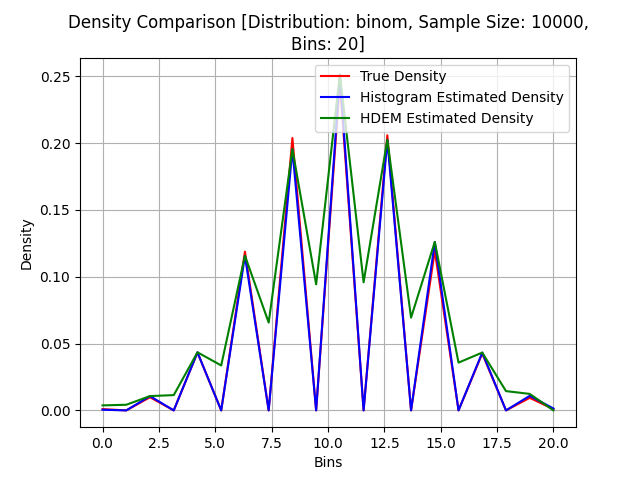 Density Comparison [Distribution: binom, Sample Size: 10000,
Bins: 20]
True Density
Histogram Estimated Density
HDEM Estimated Density
Density
0.25
0.20
0.15
0.10
0.05
0.00
0.0 2.5 5.0 7.5 10.0 12.5 15.0 17.5 20.0
Bins